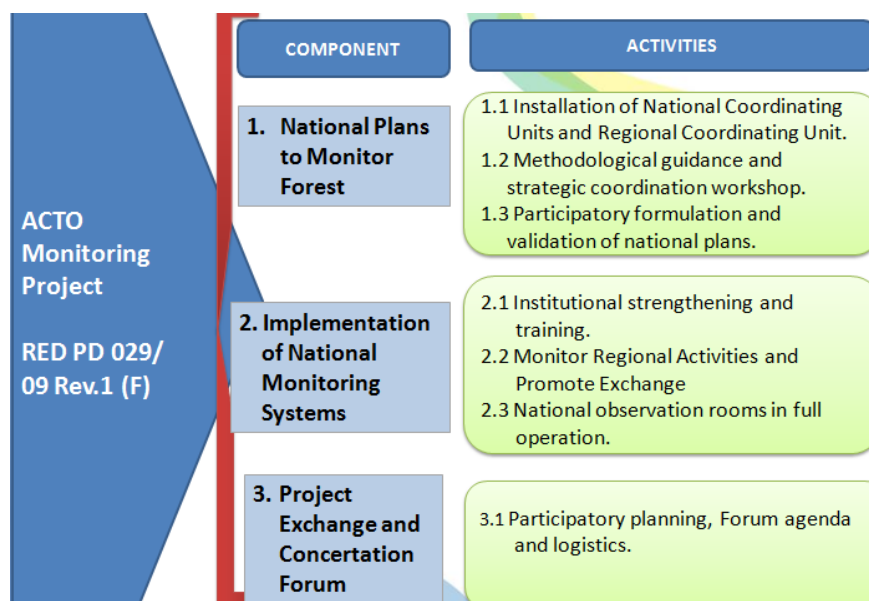 ACTO
Monitoring
Project
RED PD 029/
09 Rev.1 (F)
COMPONENT
ACTIVITIES
1. National Plans
to Monitor
Forest
1.1 Installation of National Coordinating
Units and Regional Coordinating Unit.
1.2 Methodological guidance and
strategic coordination workshop.
1.3 Participatory formulation and
validation of national plans.
2. Implementation
of National
Monitoring
Systems
2.1 Institutional strengthening and
training.
2.2 Monitor Regional Activities and
Promote Exchange
2.3 National observation rooms in full
operation.
3. Project
Exchange and
Concertation
Forum
3.1 Participatory planning, Forum agenda
and logistics.